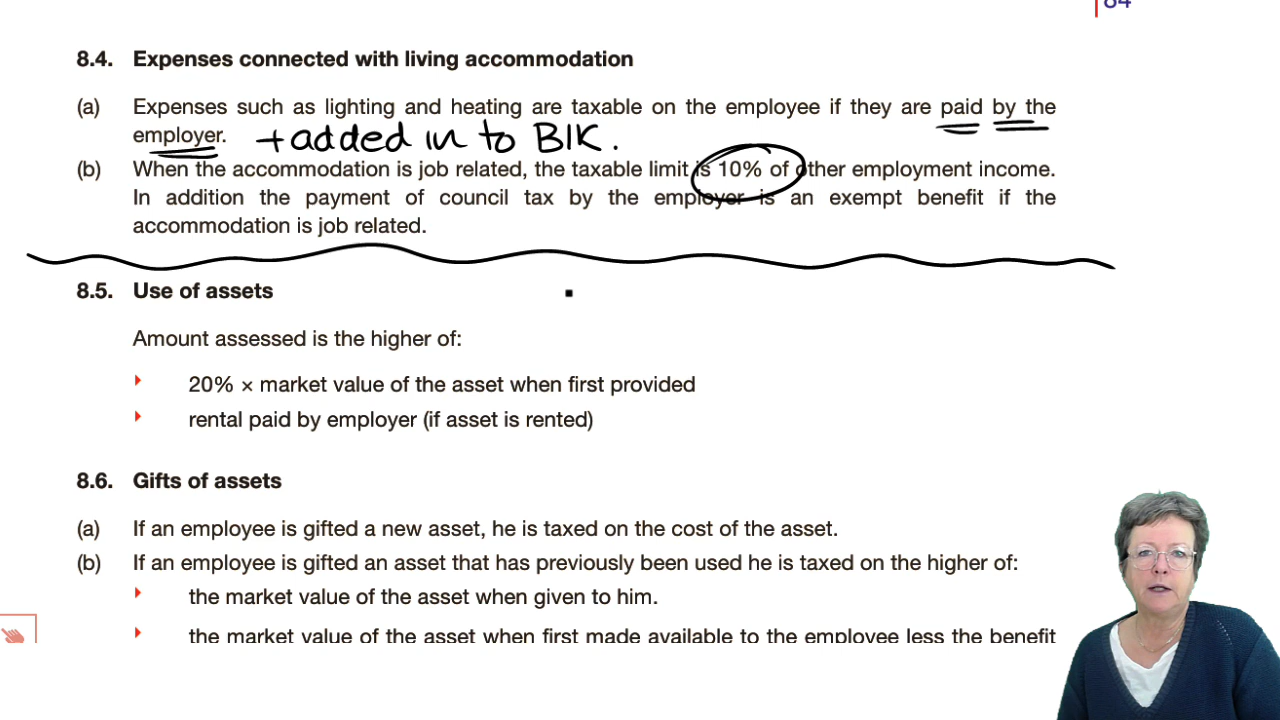 84
8.4. Expenses connected with living accommodation
(a) Expenses such as lighting and heating are taxable on the employee if they are paid by the
employer. + added in to BIK.
(b) When the accommodation is job related, the taxable limit is 10% of other employment income.
In addition the payment of council tax by the employer is an exempt benefit if the
accommodation is job related.
8.5. Use of assets
Amount assessed is the higher of:
20% × market value of the asset when first provided
rental paid by employer (if asset is rented)
8.6. Gifts of assets
(a) If an employee is gifted a new asset, he is taxed on the cost of the asset.
(b) If an employee is gifted an asset that has previously been used he is taxed on the higher of:
the market value of the asset when given to him.
the market value of the asset when first made available to the employee less the benefit